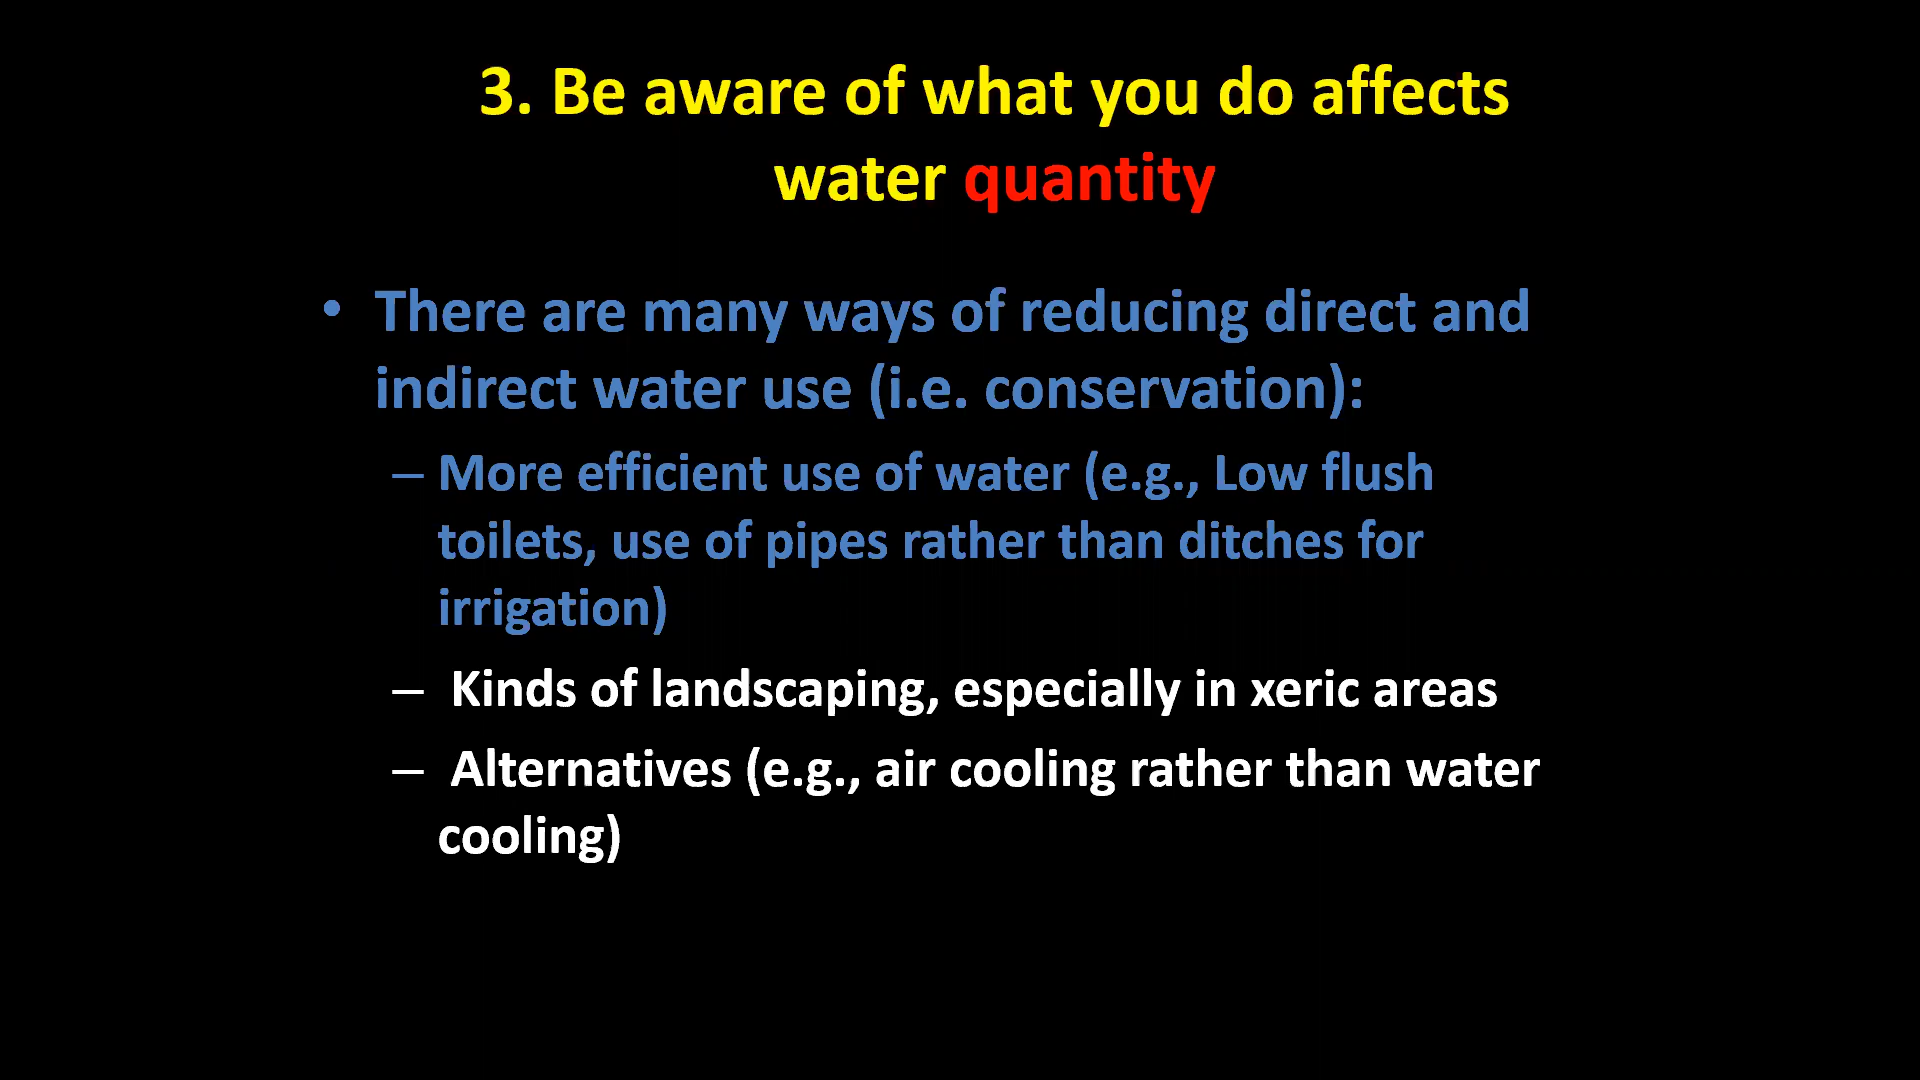 3. Be aware of what you do affects
water quantity
• There are many ways of reducing direct and
indirect water use (i.e. conservation):
– More efficient use of water (e.g., Low flush
toilets, use of pipes rather than ditches for
irrigation)
– Kinds of landscaping, especially in xeric areas
– Alternatives (e.g., air cooling rather than water
cooling)